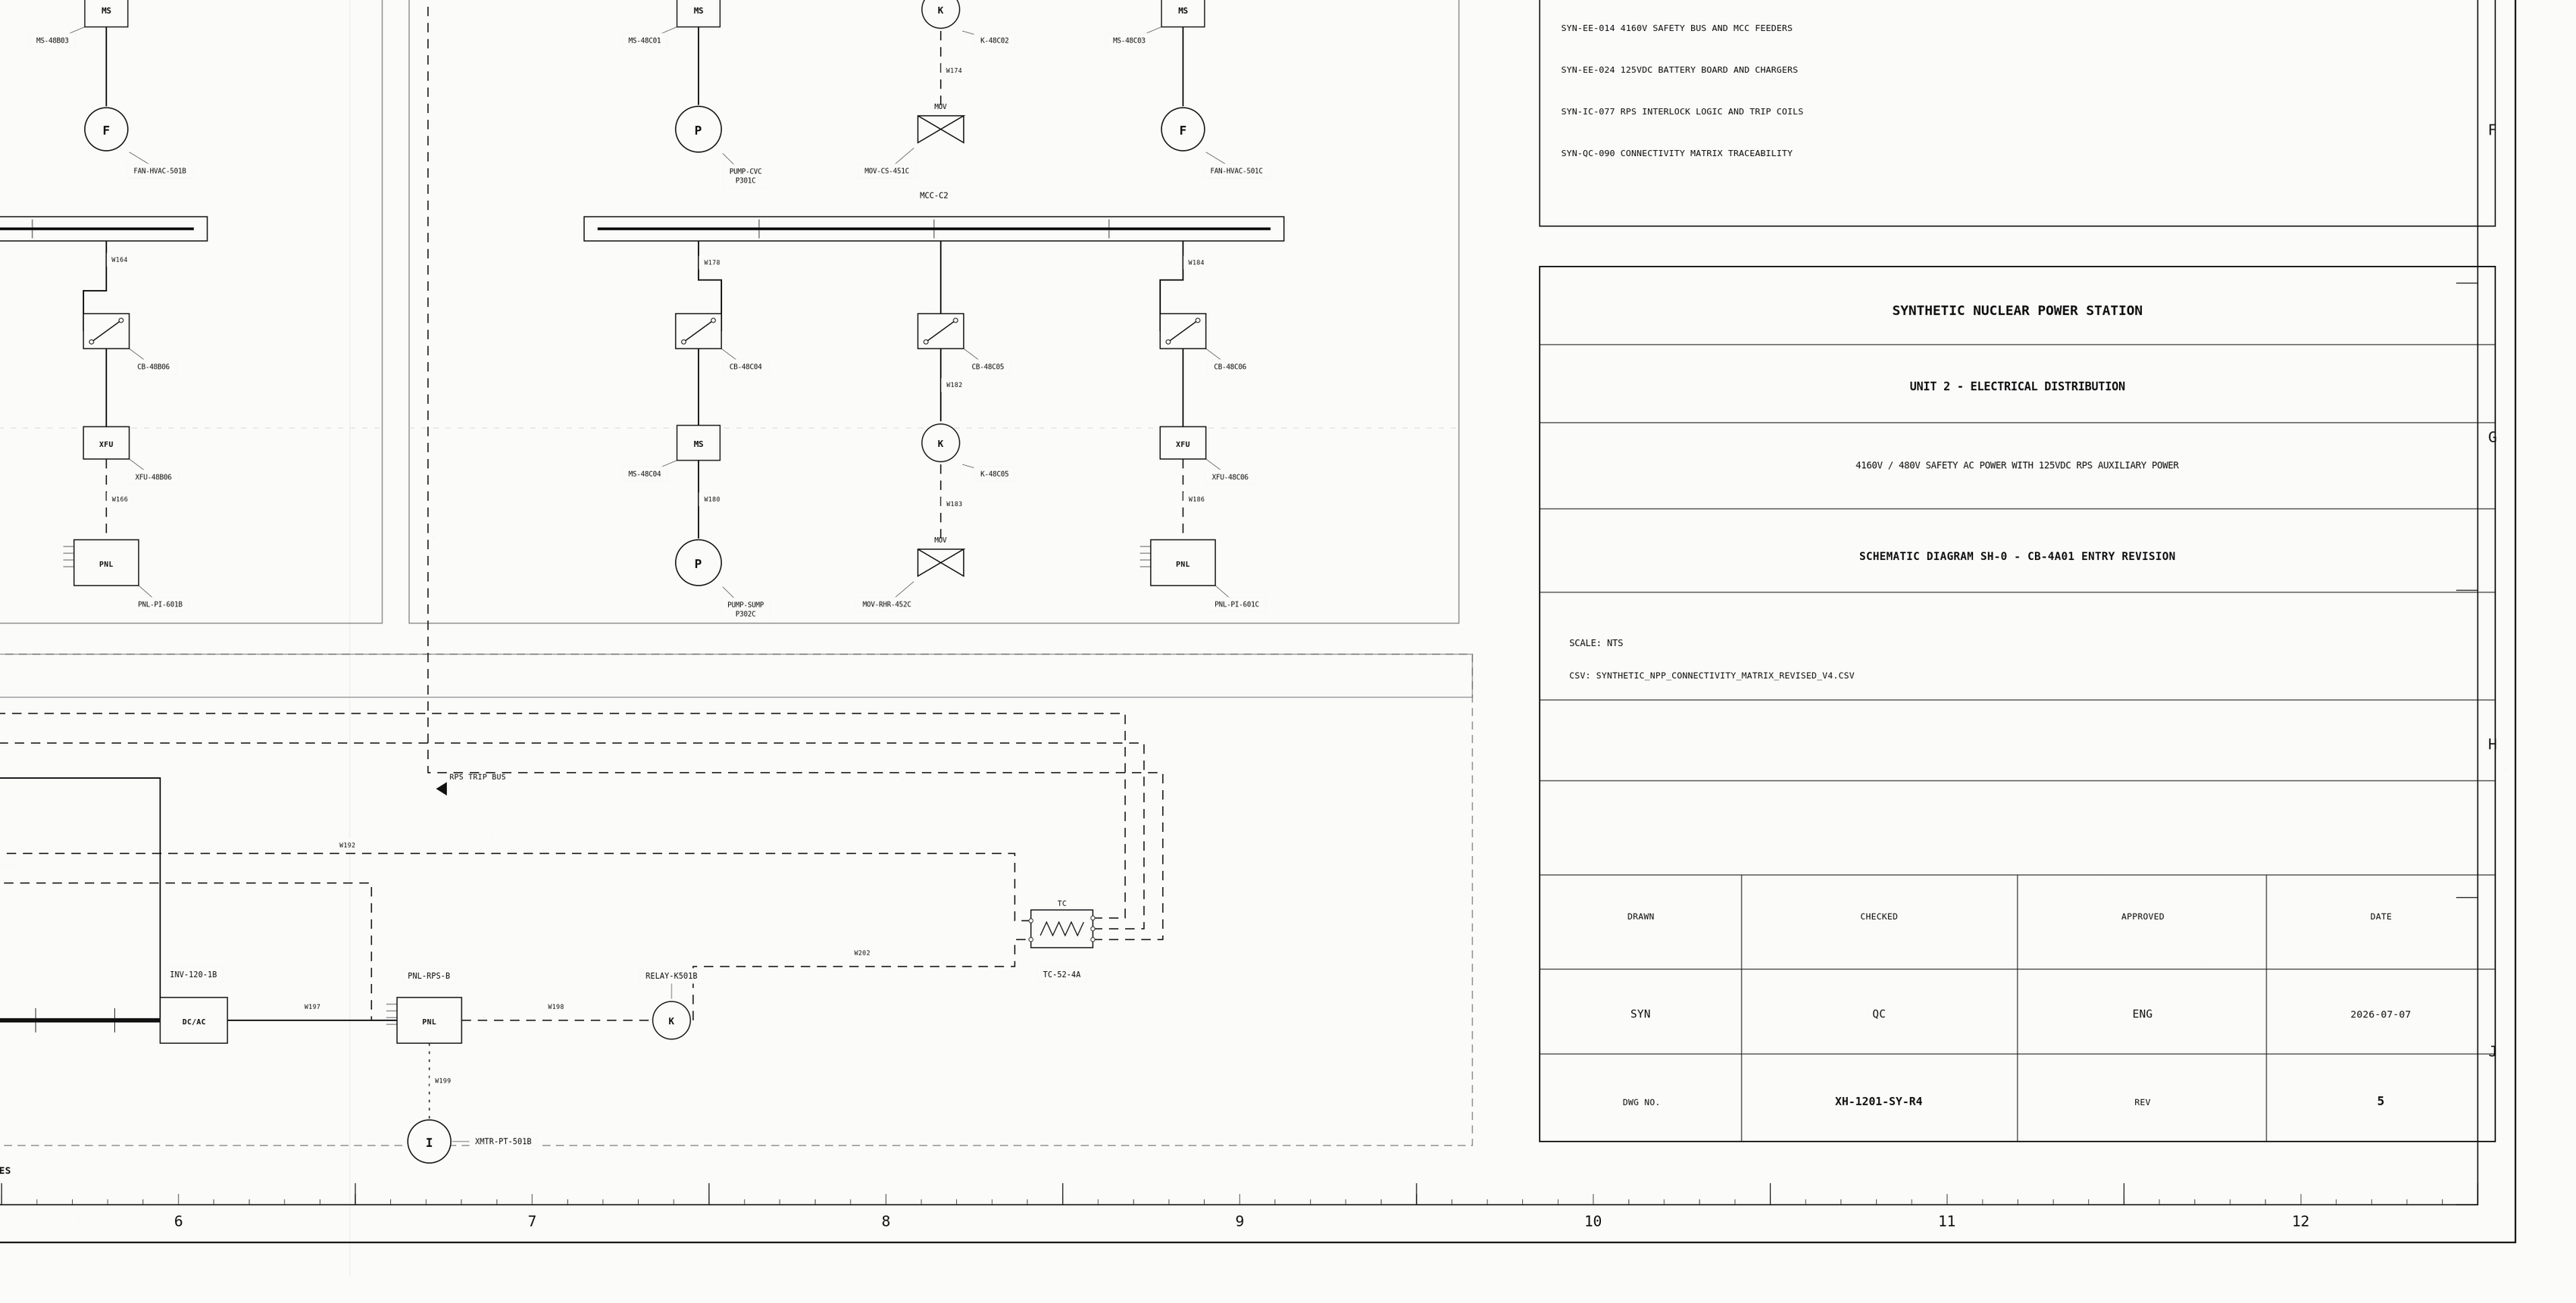 MS
MS-48B03
F
FAN-HVAC-501B
W164
CB-48B06
XFU
XFU-48B06
W166
PNL
PNL-PI-601B
MS
MS-48C01
P
PUMP-CVC
P301C
K
K-48C02
W174
MOV
MOV-CS-451C
MS
MS-48C03
F
FAN-HVAC-501C
MCC-C2
W178
CB-48C04
MS
MS-48C04
W180
P
PUMP-SUMP
P302C
CB-48C05
W182
K
K-48C05
W183
MOV
MOV-RHR-452C
W184
CB-48C06
XFU
XFU-48C06
W186
PNL
PNL-PI-601C
RPS TRIP BUS
W192
INV-120-1B
DC/AC
W197
PNL-RPS-B
PNL
W198
RELAY-K501B
K
W202
TC
TC-52-4A
W199
I
XMTR-PT-501B
ES
6
7
8
9
10
11
12
SYN-EE-014 4160V SAFETY BUS AND MCC FEEDERS
SYN-EE-024 125VDC BATTERY BOARD AND CHARGERS
SYN-IC-077 RPS INTERLOCK LOGIC AND TRIP COILS
SYN-QC-090 CONNECTIVITY MATRIX TRACEABILITY
SYNTHETIC NUCLEAR POWER STATION
UNIT 2 - ELECTRICAL DISTRIBUTION
4160V / 480V SAFETY AC POWER WITH 125VDC RPS AUXILIARY POWER
SCHEMATIC DIAGRAM SH-0 - CB-4A01 ENTRY REVISION
SCALE: NTS
CSV: SYNTHETIC_NPP_CONNECTIVITY_MATRIX_REVISED_V4.CSV
DRAWN CHECKED APPROVED DATE
SYN QC ENG 2026-07-07
DWG NO. XH-1201-SY-R4 REV 5
F
G
H
J